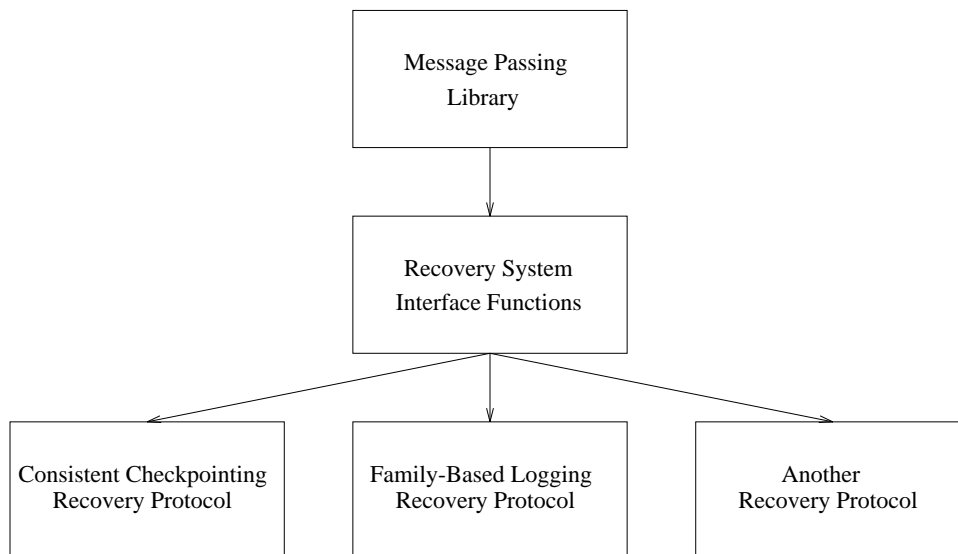 Message Passing
Library
Recovery System
Interface Functions
Consistent Checkpointing
Recovery Protocol
Family-Based Logging
Recovery Protocol
Another
Recovery Protocol